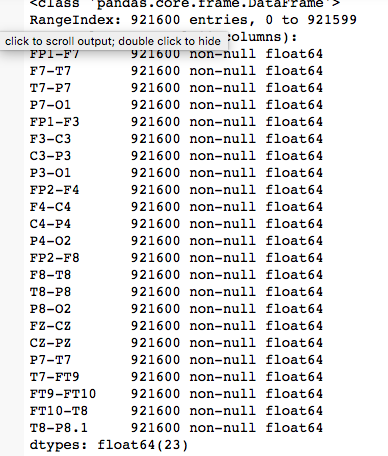 <class 'pandas.core.frame.DataFrame'>
RangeIndex: 921600 entries, 0 to 921599
click to scroll output; double click to hide columns):
FP1-F7 921600 non-null float64
F7-T7 921600 non-null float64
T7-P7 921600 non-null float64
P7-O1 921600 non-null float64
FP1-F3 921600 non-null float64
F3-C3 921600 non-null float64
C3-P3 921600 non-null float64
P3-O1 921600 non-null float64
FP2-F4 921600 non-null float64
F4-C4 921600 non-null float64
C4-P4 921600 non-null float64
P4-O2 921600 non-null float64
FP2-F8 921600 non-null float64
F8-T8 921600 non-null float64
T8-P8 921600 non-null float64
P8-O2 921600 non-null float64
FZ-CZ 921600 non-null float64
CZ-PZ 921600 non-null float64
P7-T7 921600 non-null float64
T7-FT9 921600 non-null float64
FT9-FT10 921600 non-null float64
FT10-T8 921600 non-null float64
T8-P8.1 921600 non-null float64
dtypes: float64(23)